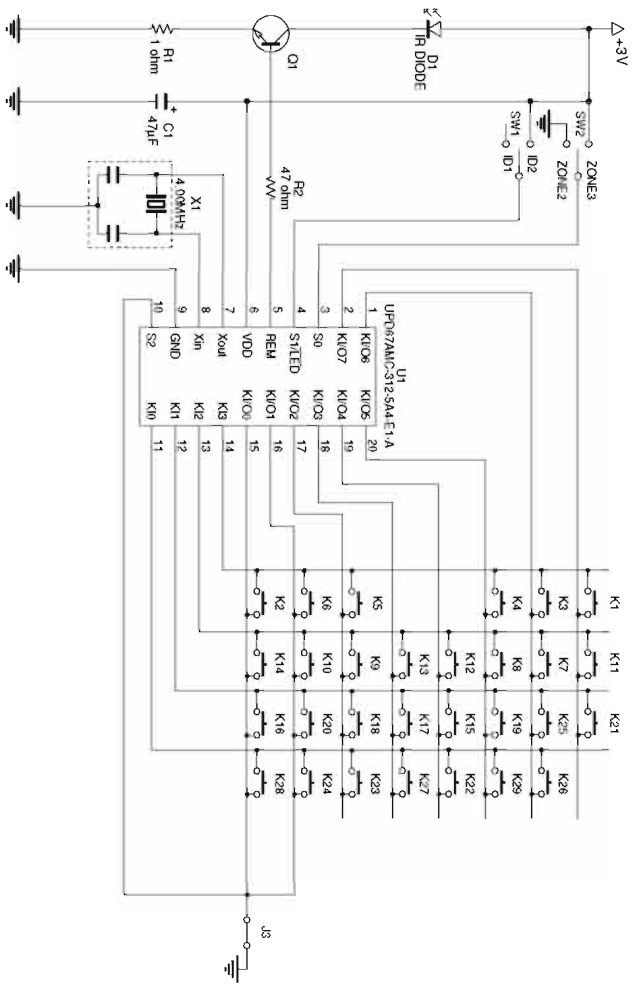 +3V
D1
IR DIODE
Q1
R1
1 ohm
C1
+
47µF
SW2
ZONE3
ZONE2
SW1
ID2
ID1
R2
47 ohm
X1
4.00MHz
U1
UPD67AMC-312-5A4-E1-A
1 KI/O6
2 KI/O7
3 S0
4 S1/LED
5 REM
6 VDD
7 Xout
8 Xin
9 GND
10 S2
KI/O5 20
KI/O4 19
KI/O3 18
KI/O2 17
KI/O1 16
KI/O0 15
KI3 14
KI2 13
KI1 12
KI0 11
K1
K11
K21
K3
K7
K25
K26
K4
K8
K19
K29
K12
K15
K22
K13
K17
K27
K5
K9
K18
K23
K6
K10
K20
K24
K2
K14
K16
K28
J3